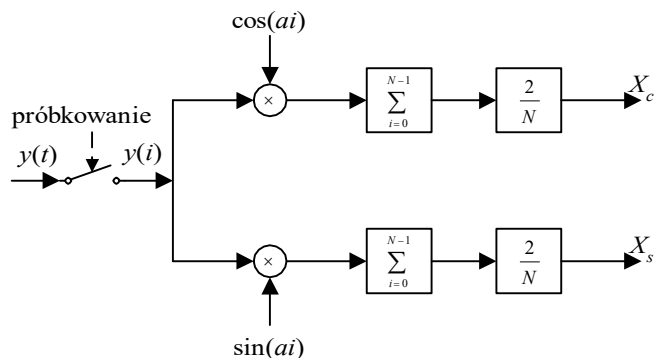 cos(ai)
× N−1 ∑ i=0 2/N X_c
próbkowanie
y(t) y(i)
× N−1 ∑ i=0 2/N X_s
sin(ai)